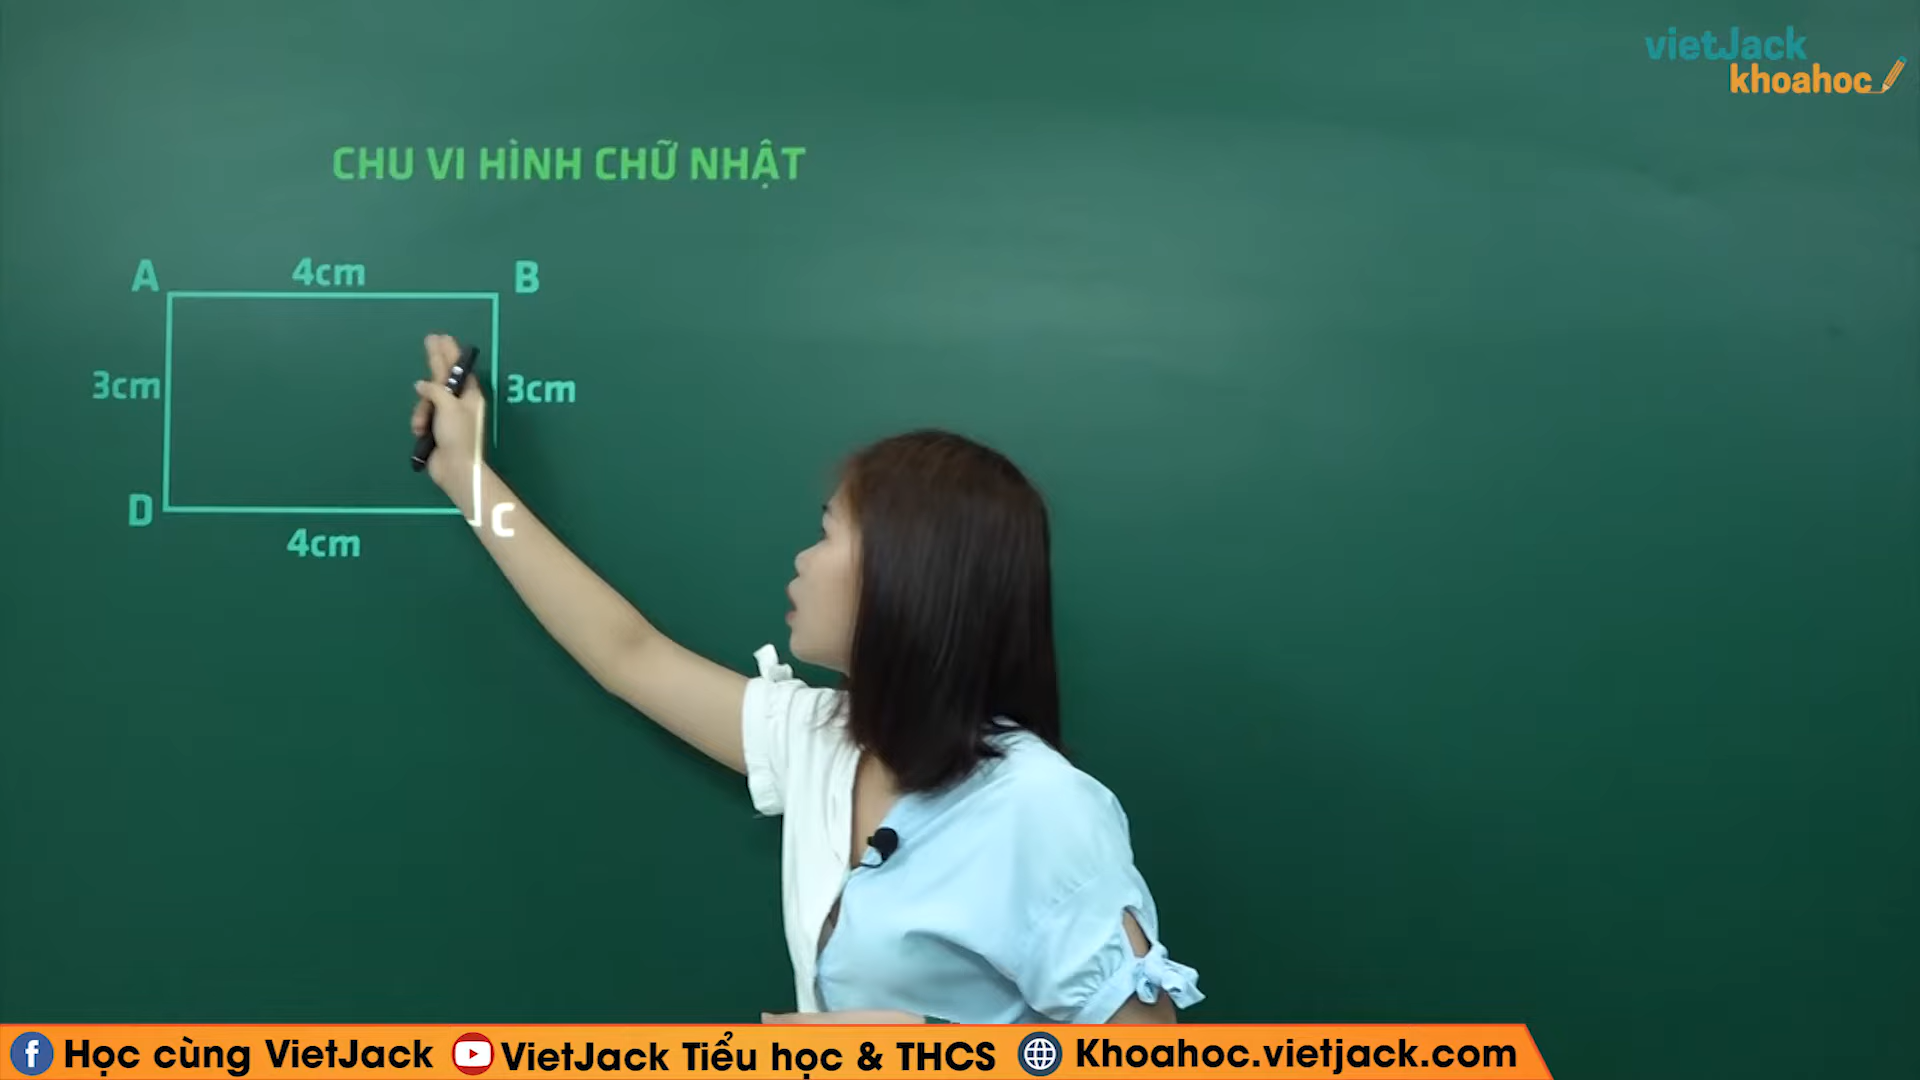 vietJack
khoahoc
CHU VI HÌNH CHỮ NHẬT
A 4cm B
3cm 3cm
D C
4cm
Học cùng VietJack VietJack Tiểu học & THCS Khoahoc.vietjack.com